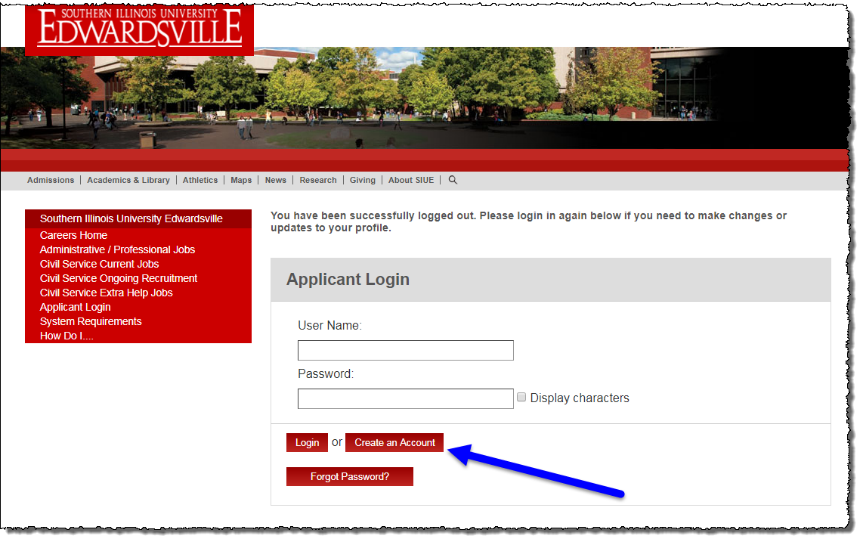 SOUTHERN ILLINOIS UNIVERSITY
EDWARDSVILLE
Admissions | Academics & Library | Athletics | Maps | News | Research | Giving | About SIUE |
Southern Illinois University Edwardsville
Careers Home
Administrative / Professional Jobs
Civil Service Current Jobs
Civil Service Ongoing Recruitment
Civil Service Extra Help Jobs
Applicant Login
System Requirements
How Do I....
You have been successfully logged out. Please login in again below if you need to make changes or
updates to your profile.
Applicant Login
User Name:
Password:
Display characters
Login or Create an Account
Forgot Password?